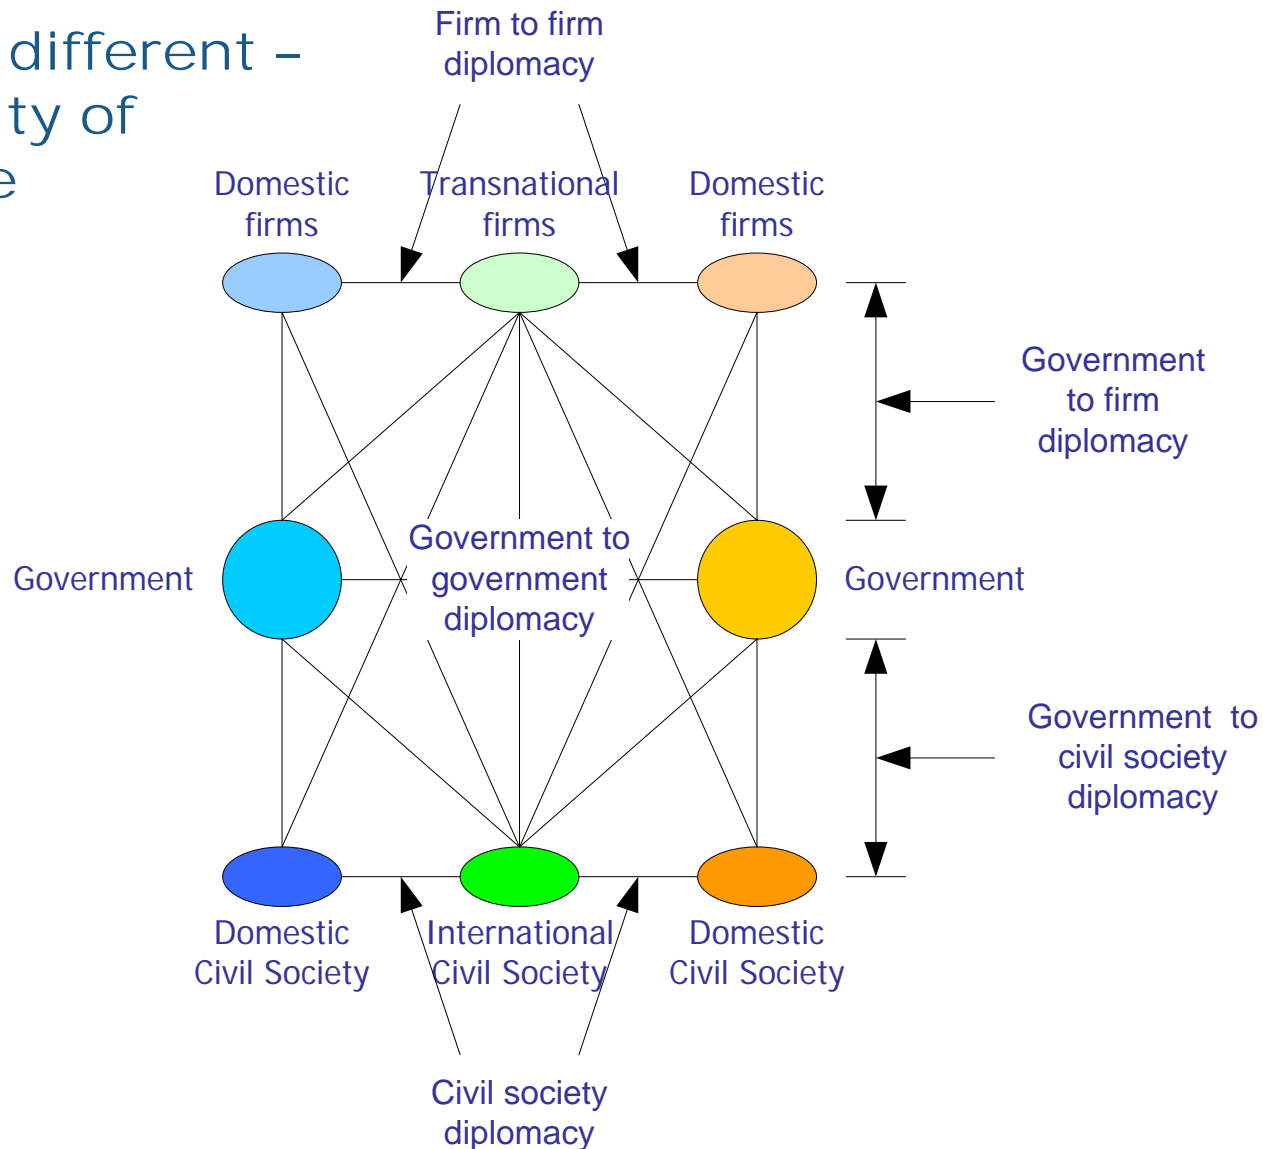 different –
ty of
e
Firm to firm
diplomacy
Domestic
firms
Transnational
firms
Domestic
firms
Government
to firm
diplomacy
Government
Government to
government
diplomacy
Government
Government to
civil society
diplomacy
Domestic
Civil Society
International
Civil Society
Domestic
Civil Society
Civil society
diplomacy